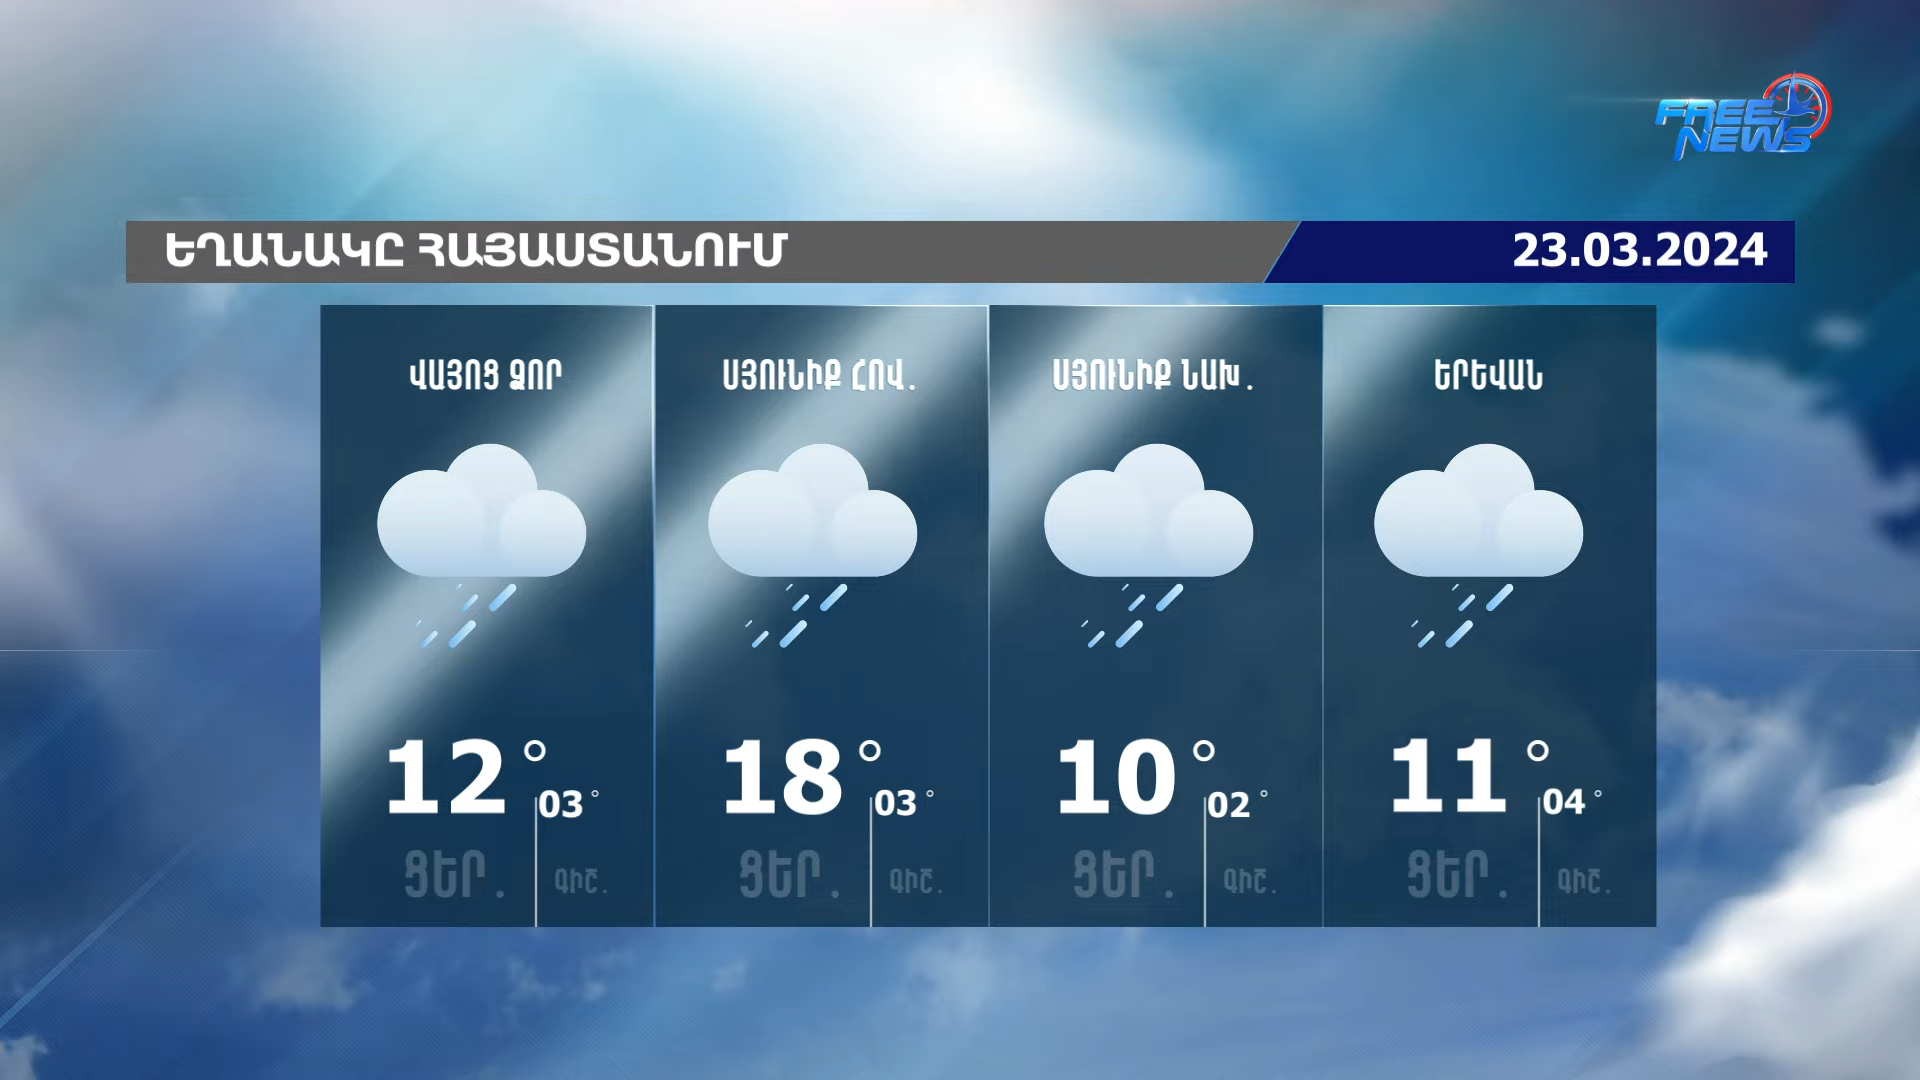 FREE
NEWS
ԵՂԱՆԱԿԸ ՀԱՅԱՍՏԱՆՈՒՄ
23.03.2024
ՎԱՅՈՑ ՁՈՐ
ՍՅՈՒՆԻՔ ՀՈՎ.
ՍՅՈՒՆԻՔ ՆԱԽ.
ԵՐԵՎԱՆ
12° 03°
18° 03°
10° 02°
11° 04°
ՑԵՐ. ԳԻՇ.
ՑԵՐ. ԳԻՇ.
ՑԵՐ. ԳԻՇ.
ՑԵՐ. ԳԻՇ.